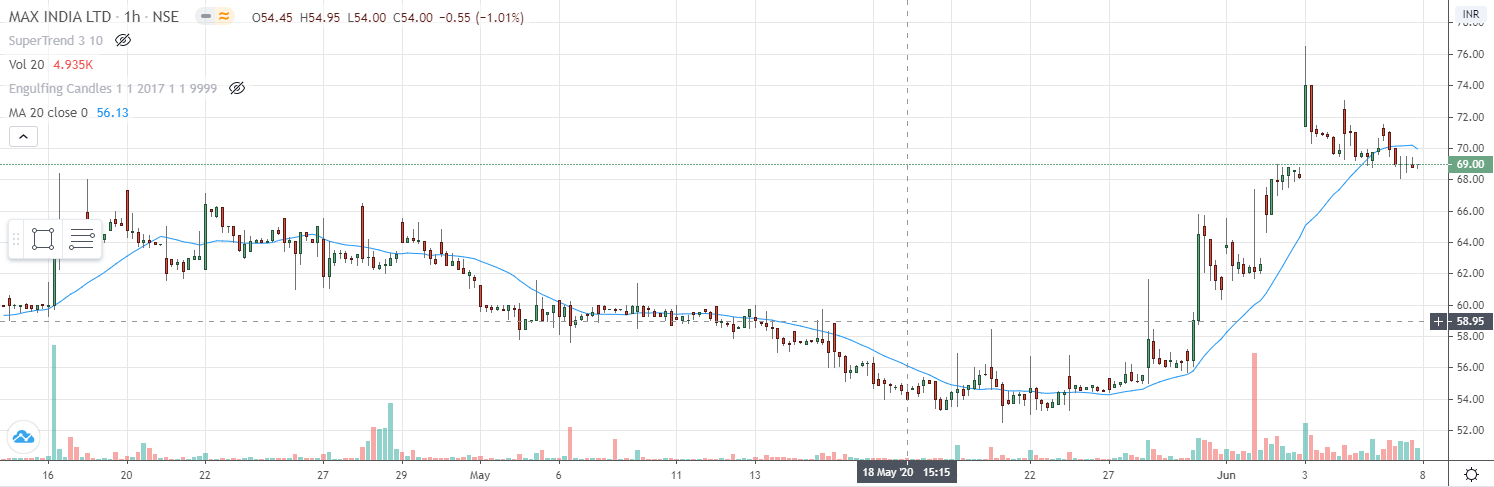 MAX INDIA LTD · 1h · NSE O54.45 H54.95 L54.00 C54.00 −0.55 (−1.01%) INR
SuperTrend 3 10
Vol 20 4.935K
Engulfing Candles 1 1 2017 1 1 9999
MA 20 close 0 56.13
78.00
76.00
74.00
72.00
70.00
69.00
68.00
66.00
64.00
62.00
60.00
58.95
58.00
56.00
54.00
52.00
16 20 22 27 29 May 6 11 13 18 May '20 15:15 22 27 Jun 3 8